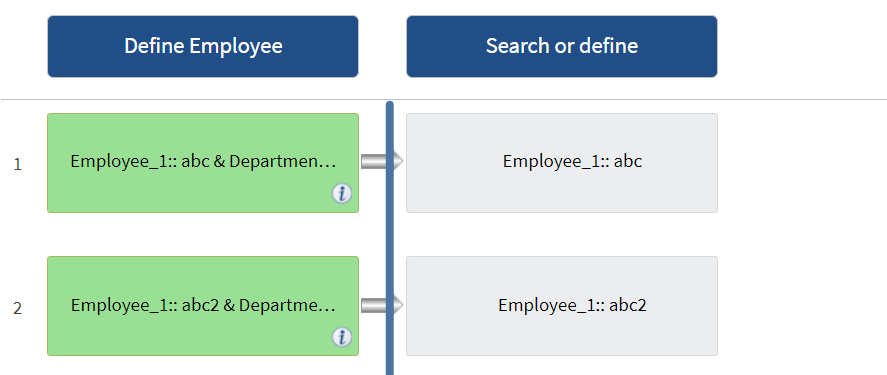 Define Employee
Search or define
1
Employee_1:: abc & Departmen...
i
Employee_1:: abc
2
Employee_1:: abc2 & Departme...
i
Employee_1:: abc2